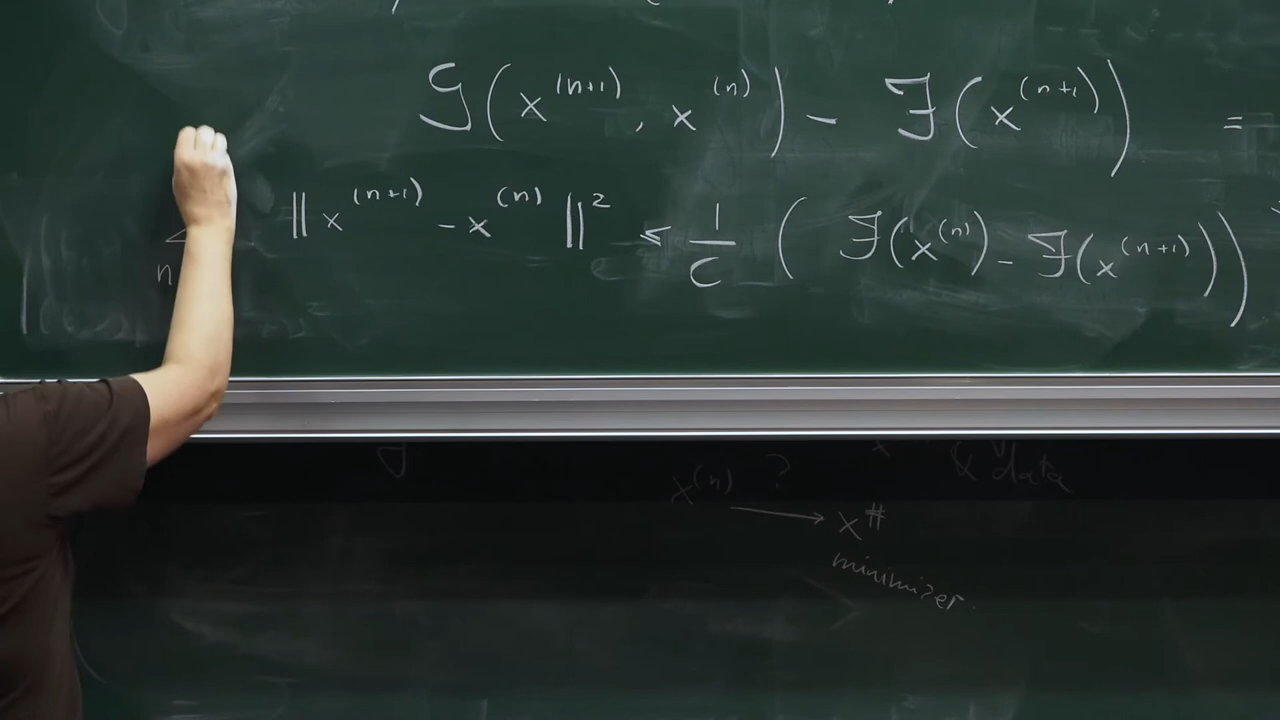 𝒢(x^(n+1), x^(n)) - ℱ(x^(n+1)) =
n ‖x^(n+1) - x^(n)‖² ≤ 1/C (ℱ(x^(n)) - ℱ(x^(n+1)))
& data
x^(n) ? → x^#
minimizer.